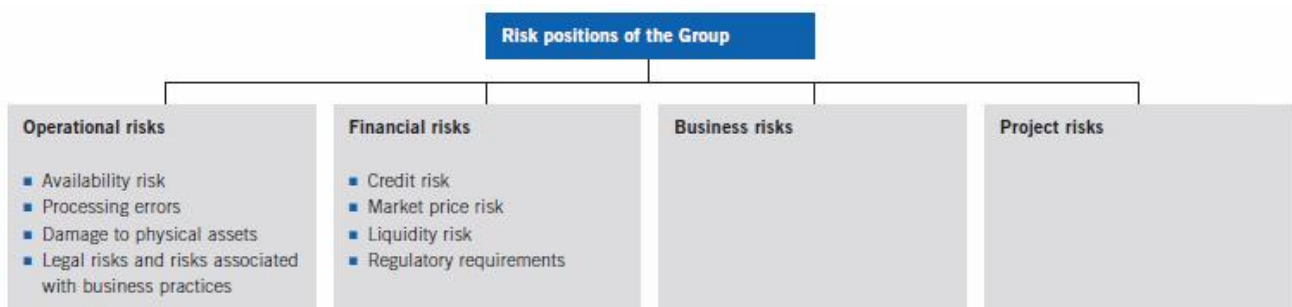 Risk positions of the Group
Operational risks
■ Availability risk
■ Processing errors
■ Damage to physical assets
■ Legal risks and risks associated
with business practices
Financial risks
■ Credit risk
■ Market price risk
■ Liquidity risk
■ Regulatory requirements
Business risks
Project risks